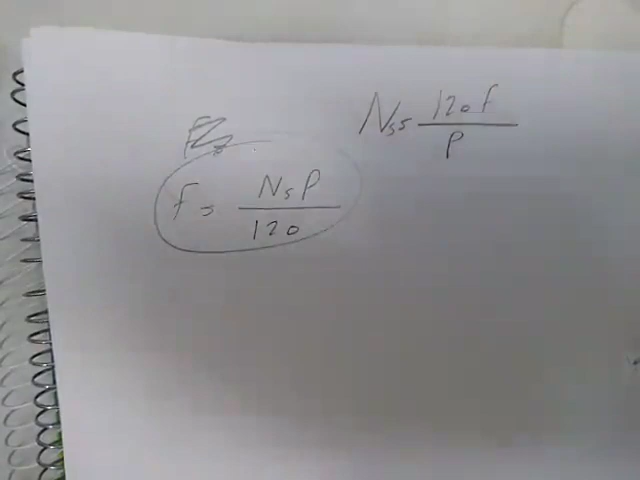 Ns = 120 f / P
f = Ns P / 120